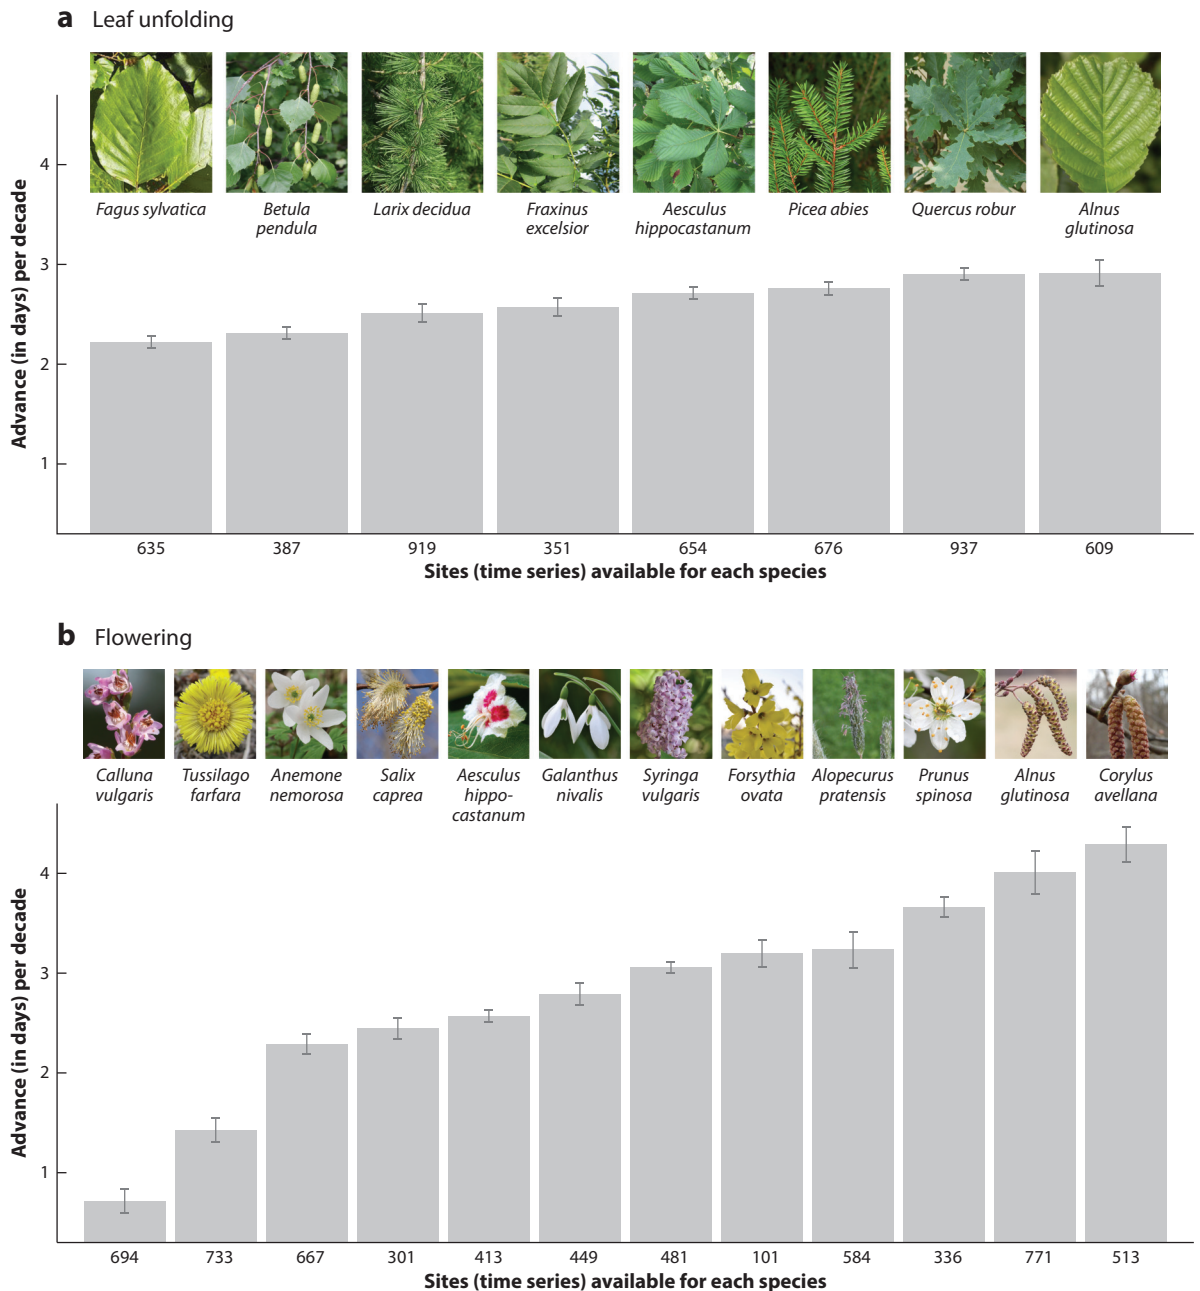 a Leaf unfolding
Fagus sylvatica
Betula
pendula
Larix decidua
Fraxinus
excelsior
Aesculus
hippocastanum
Picea abies
Quercus robur
Alnus
glutinosa
Advance (in days) per decade
4
3
2
1
635 387 919 351 654 676 937 609
Sites (time series) available for each species
b Flowering
Calluna
vulgaris
Tussilago
farfara
Anemone
nemorosa
Salix
caprea
Aesculus
hippo-
castanum
Galanthus
nivalis
Syringa
vulgaris
Forsythia
ovata
Alopecurus
pratensis
Prunus
spinosa
Alnus
glutinosa
Corylus
avellana
Advance (in days) per decade
4
3
2
1
694 733 667 301 413 449 481 101 584 336 771 513
Sites (time series) available for each species